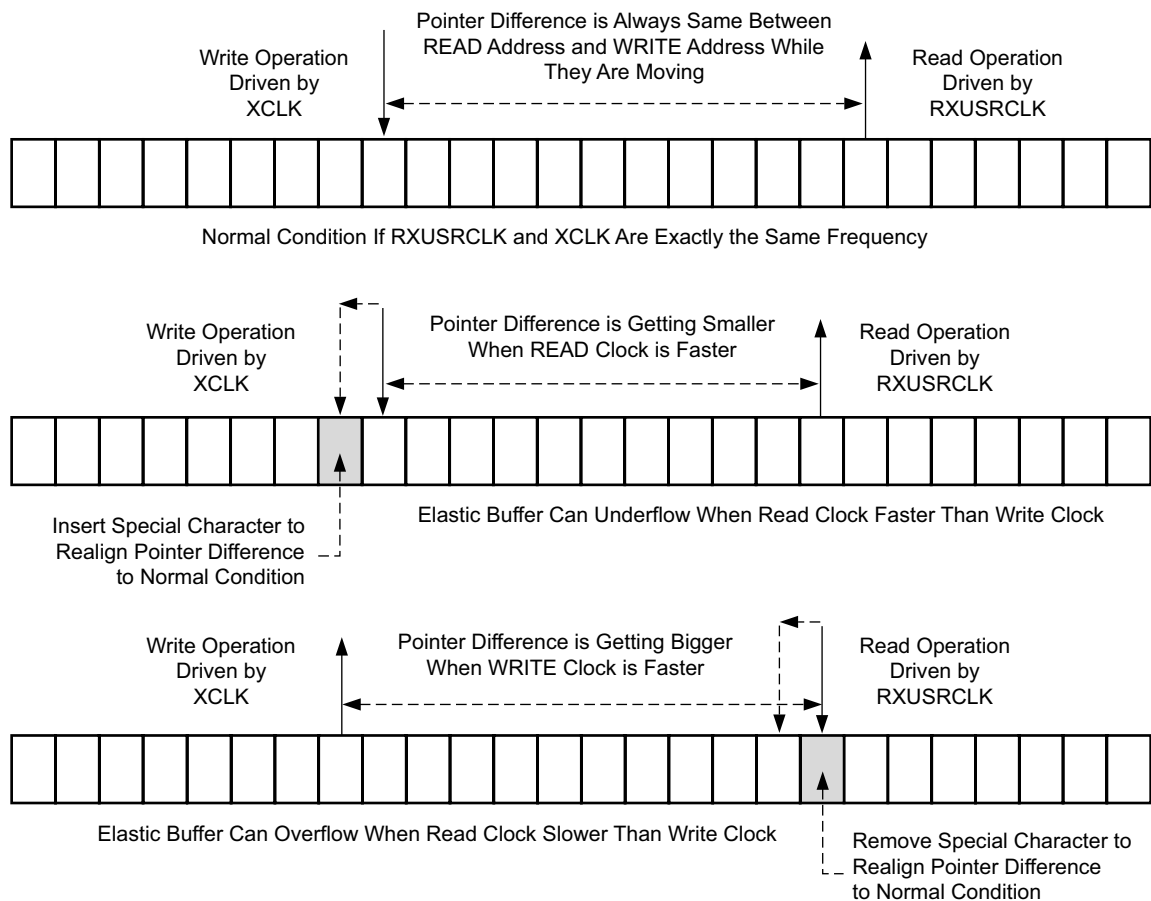 Pointer Difference is Always Same Between
READ Address and WRITE Address While
They Are Moving
Write Operation
Driven by
XCLK
Read Operation
Driven by
RXUSRCLK
Normal Condition If RXUSRCLK and XCLK Are Exactly the Same Frequency
Write Operation
Driven by
XCLK
Pointer Difference is Getting Smaller
When READ Clock is Faster
Read Operation
Driven by
RXUSRCLK
Insert Special Character to
Realign Pointer Difference
to Normal Condition
Elastic Buffer Can Underflow When Read Clock Faster Than Write Clock
Write Operation
Driven by
XCLK
Pointer Difference is Getting Bigger
When WRITE Clock is Faster
Read Operation
Driven by
RXUSRCLK
Elastic Buffer Can Overflow When Read Clock Slower Than Write Clock
Remove Special Character to
Realign Pointer Difference
to Normal Condition